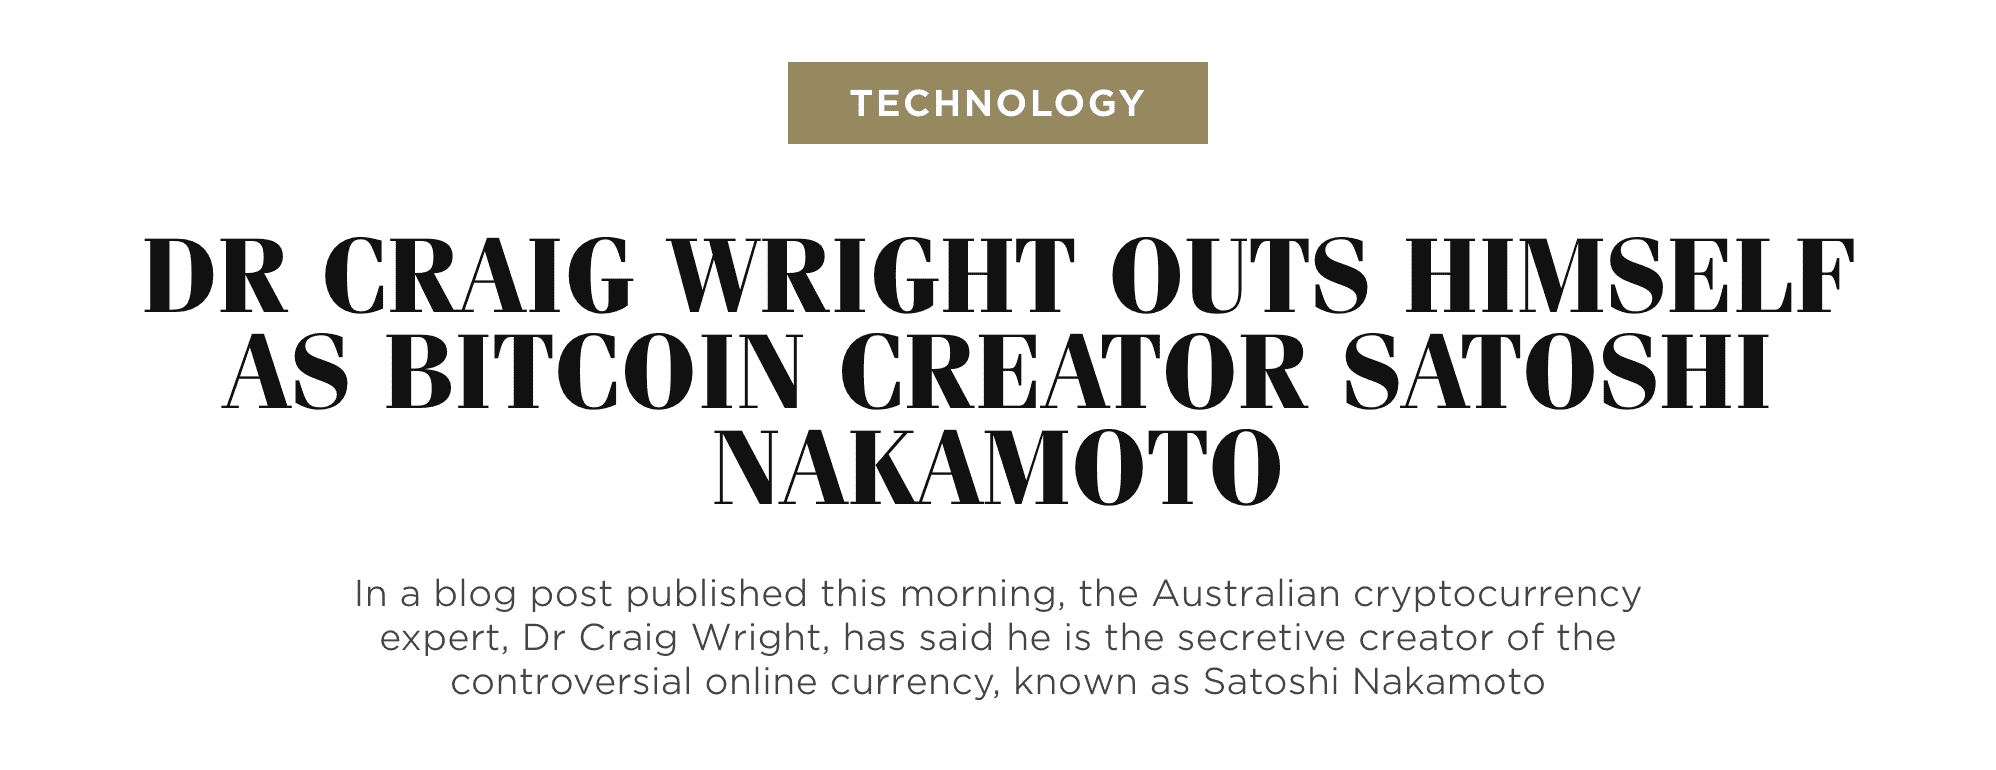 TECHNOLOGY
DR CRAIG WRIGHT OUTS HIMSELF
AS BITCOIN CREATOR SATOSHI
NAKAMOTO
In a blog post published this morning, the Australian cryptocurrency
expert, Dr Craig Wright, has said he is the secretive creator of the
controversial online currency, known as Satoshi Nakamoto